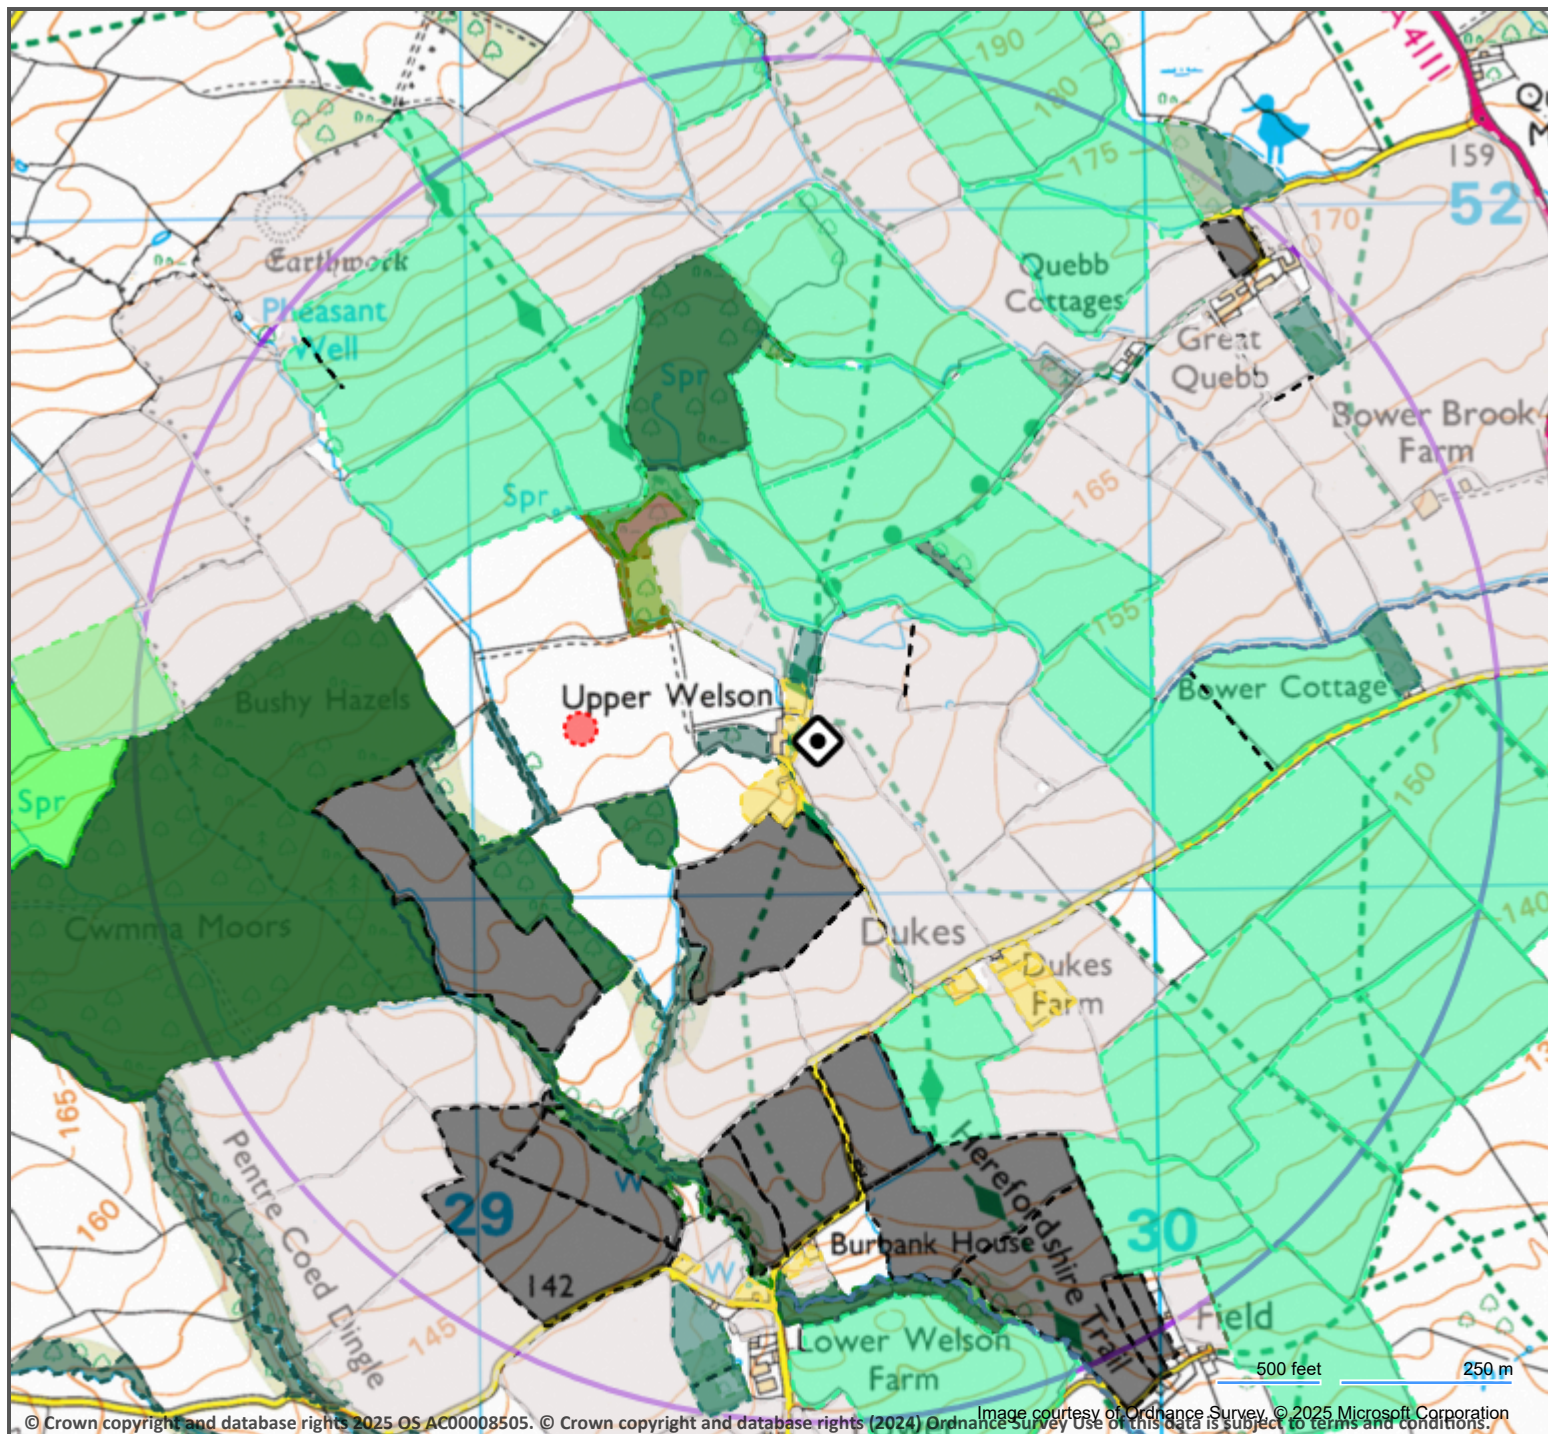 190
A4111
180
175
159
52
170
Earthwork
Quebb
Cottages
Pheasant
Well
Great
Quebb
Spr
Bower Brook
Farm
Spr
165
155
Bushy Hazels
Upper Welson
Bower Cottage
150
Spr
140
Cwmma Moors
Dukes
Dukes
Farm
165
Pentre Coed Dingle
Herefordshire Trail
160
29
W
30
Burbank House
142
W
145
Lower Welson
Farm
Field
500 feet
250 m
Image courtesy of Ordnance Survey, © 2025 Microsoft Corporation
© Crown copyright and database rights 2025 OS AC00008505. © Crown copyright and database rights (2024) Ordnance Survey Use of this data is subject to terms and conditions.